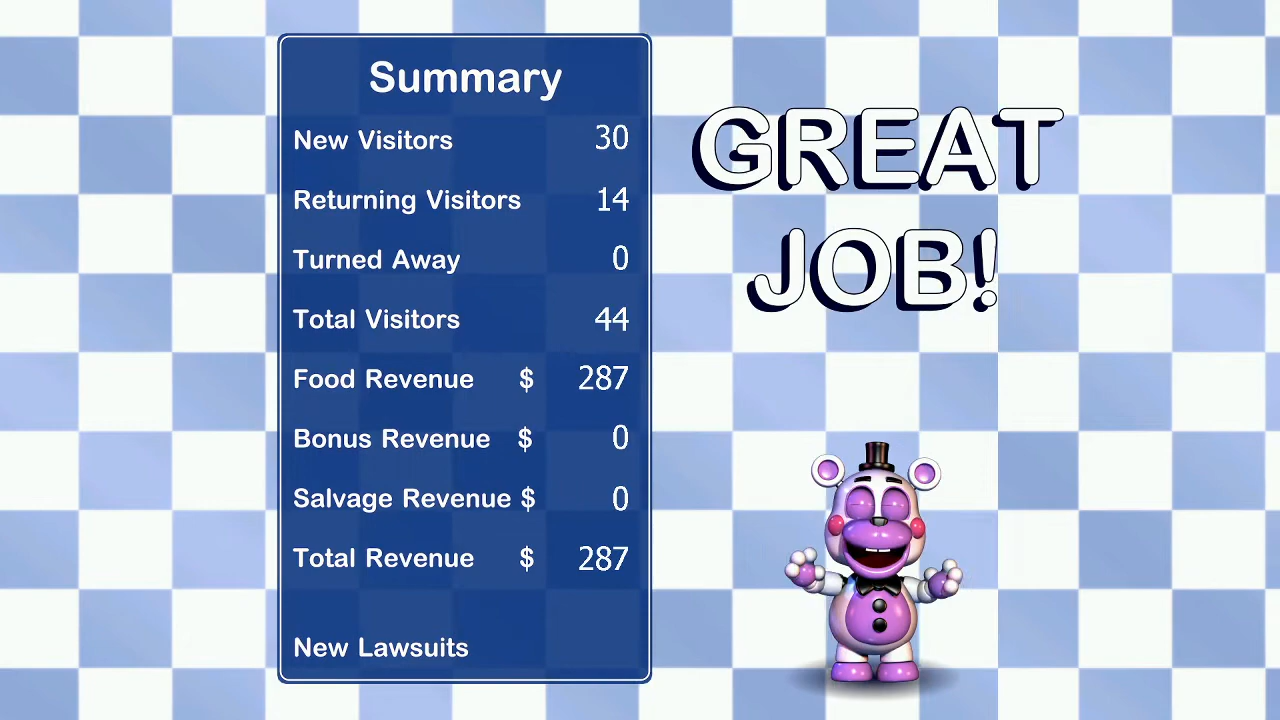 Summary
New Visitors 30
Returning Visitors 14
Turned Away 0
Total Visitors 44
Food Revenue $ 287
Bonus Revenue $ 0
Salvage Revenue $ 0
Total Revenue $ 287
New Lawsuits
GREAT
JOB!